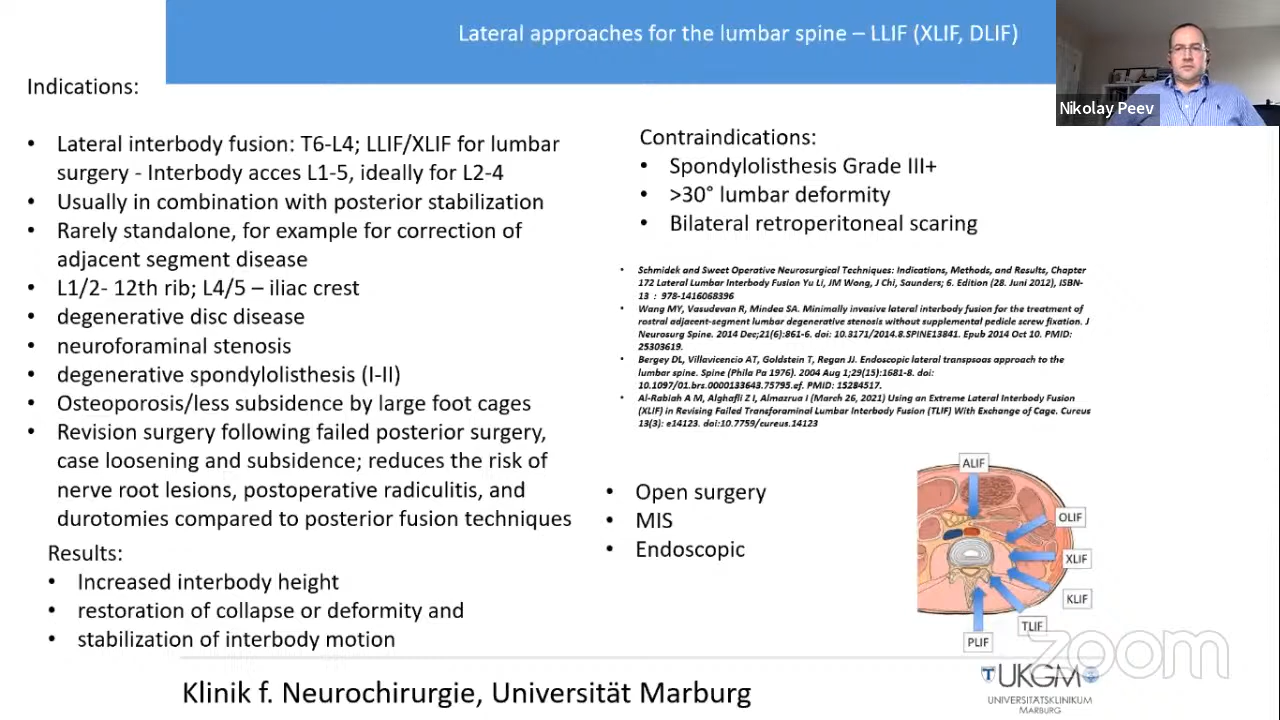 Lateral approaches for the lumbar spine – LLIF (XLIF, DLIF)
Nikolay Peev
Indications:
• Lateral interbody fusion: T6-L4; LLIF/XLIF for lumbar
surgery - Interbody acces L1-5, ideally for L2-4
• Usually in combination with posterior stabilization
• Rarely standalone, for example for correction of
adjacent segment disease
• L1/2- 12th rib; L4/5 – iliac crest
• degenerative disc disease
• neuroforaminal stenosis
• degenerative spondylolisthesis (I-II)
• Osteoporosis/less subsidence by large foot cages
• Revision surgery following failed posterior surgery,
case loosening and subsidence; reduces the risk of
nerve root lesions, postoperative radiculitis, and
durotomies compared to posterior fusion techniques
Results:
• Increased interbody height
• restoration of collapse or deformity and
• stabilization of interbody motion
Contraindications:
• Spondylolisthesis Grade III+
• >30° lumbar deformity
• Bilateral retroperitoneal scaring
• Schmidek and Sweet Operative Neurosurgical Techniques: Indications, Methods, and Results, Chapter
172 Lateral Lumbar Interbody Fusion Yu Li, JM Wong, J Chi, Saunders; 6. Edition (28. Juni 2012), ISBN-
13 : 978-1416068396
• Wang MY, Vasudevan R, Mindea SA. Minimally invasive lateral interbody fusion for the treatment of
rostral adjacent-segment lumbar degenerative stenosis without supplemental pedicle screw fixation. J
Neurosurg Spine. 2014 Dec;21(6):861-6. doi: 10.3171/2014.8.SPINE13841. Epub 2014 Oct 10. PMID:
25303619.
• Bergey DL, Villavicencio AT, Goldstein T, Regan JJ. Endoscopic lateral transpsoas approach to the
lumbar spine. Spine (Phila Pa 1976). 2004 Aug 1;29(15):1681-8. doi:
10.1097/01.brs.0000133643.75795.ef. PMID: 15284517.
• Al-Rabiah A M, Alghafli Z I, Almazrua I (March 26, 2021) Using an Extreme Lateral Interbody Fusion
(XLIF) in Revising Failed Transforaminal Lumbar Interbody Fusion (TLIF) With Exchange of Cage. Cureus
13(3): e14123. doi:10.7759/cureus.14123
• Open surgery
• MIS
• Endoscopic
ALIF
OLIF
XLIF
KLIF
TLIF
PLIF
zoom
Klinik f. Neurochirurgie, Universität Marburg
UKGM
UNIVERSITÄTSKLINIKUM
MARBURG